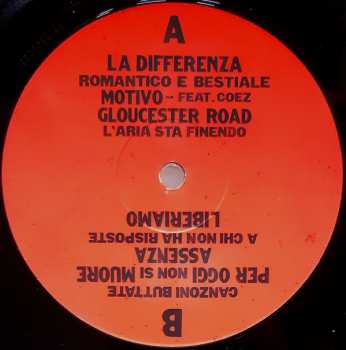 A
LA DIFFERENZA
ROMANTICO E BESTIALE
MOTIVO - FEAT. COEZ
GLOUCESTER ROAD
L'ARIA STA FINENDO
B
CANZONI BUTTATE
PER OGGI NON SI MUORE
ASSENZA
A CHI NON HA RISPOSTE
LIBERIAMO